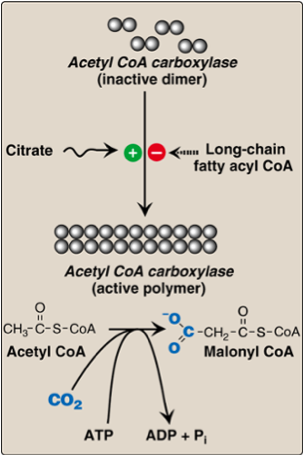 Acetyl CoA carboxylase
(inactive dimer)
Citrate
+
−
Long-chain
fatty acyl CoA
Acetyl CoA carboxylase
(active polymer)
O
CH₃-C-S-CoA
Acetyl CoA
⁻O
O
C-CH₂-C-S-CoA
O
Malonyl CoA
CO₂
ATP
ADP + Pᵢ